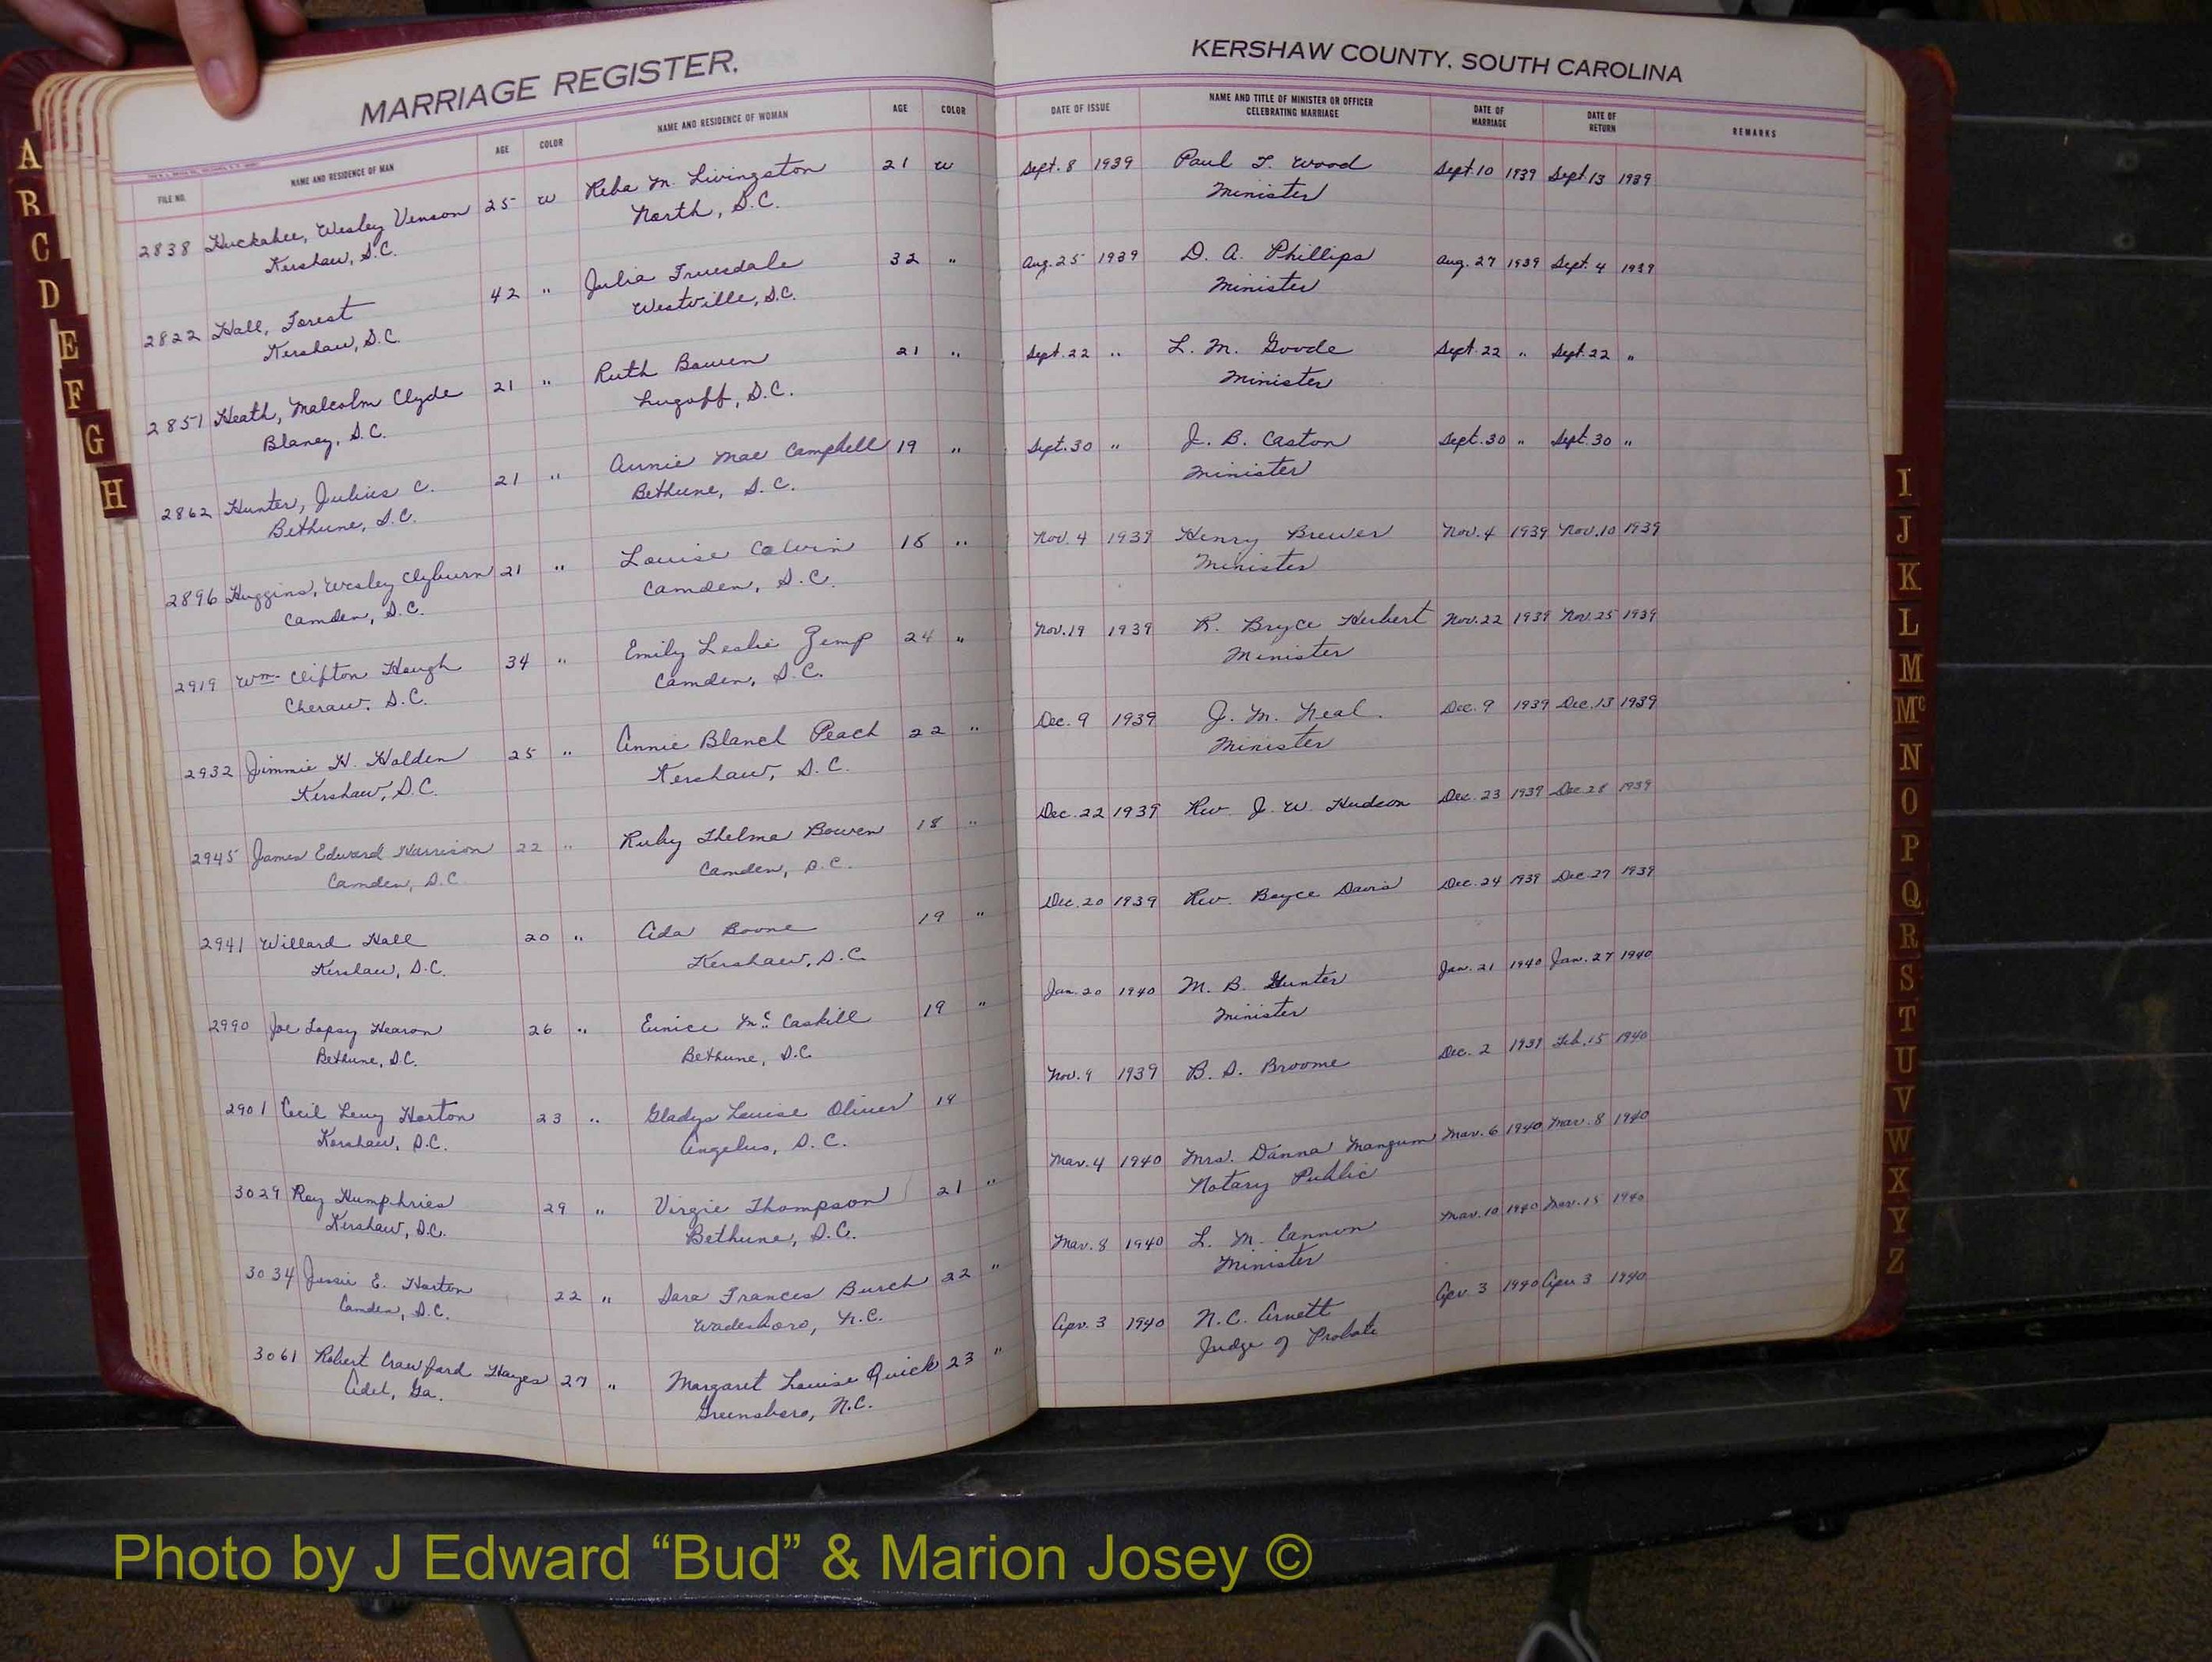 MARRIAGE REGISTER.
FILE NO. NAME AND RESIDENCE OF MAN AGE COLOR NAME AND RESIDENCE OF WOMAN AGE COLOR
2838 Huckabee, Wesley Venson 25 W Reba M. Livingston 21 W
Kershaw, S.C. North, S.C.
2822 Hall, Forest 42 " Julia Truesdale 32 "
Kershaw, S.C. Westville, S.C.
2851 Heath, Malcolm Clyde 21 " Ruth Bowen 21 "
Blaney, S.C. Lugoff, S.C.
2862 Hunter, Julius C. 21 " Annie Mae Campbell 19 "
Bethune, S.C. Bethune, S.C.
2896 Huggins, Wesley Clyburn 21 " Louise Calvin 18 "
Camden, S.C. Camden, S.C.
2919 Wm. Clifton Hough 34 " Emily Leslie Zemp 24 "
Cheraw, S.C. Camden, S.C.
2932 Jimmie H. Holden 25 " Annie Blanch Peach 22 "
Kershaw, S.C. Kershaw, S.C.
2945 James Edward Harrison 22 " Ruby Thelma Bowen 18 "
Camden, S.C. Camden, S.C.
2941 Willard Hall 20 " Ada Boone 19 "
Kershaw, S.C. Kershaw, S.C.
2990 Joe Hearon 26 " Eunice McCaskill 19 "
Bethune, S.C. Bethune, S.C.
2901 Cecil Horton 23 " Gladys Louise Oliver "
Kershaw, S.C. Angelus, S.C.
3029 Roy Humphries 29 " Virgie Thompson 21 "
Kershaw, S.C. Bethune, S.C.
3034 Jessie E. Horton 22 " Sara Frances Burch 22 "
Camden, S.C. Wadesboro, N.C.
3061 Robert Crawford Hayes 27 " Margaret Louise Quick 23 "
Adel, Ga. Greensboro, N.C.
KERSHAW COUNTY, SOUTH CAROLINA
DATE OF ISSUE NAME AND TITLE OF MINISTER OR OFFICER CELEBRATING MARRIAGE DATE OF MARRIAGE DATE OF RETURN REMARKS
Sept. 8 1939 Paul T. Wood Sept. 10 1939 Sept. 13 1939
Minister
Aug. 25 1939 D. A. Phillips Aug. 27 1939 Sept. 4 1939
Minister
Sept. 22 " L. M. Goode Sept. 22 " Sept. 22 "
Minister
Sept. 30 " J. B. Caston Sept. 30 " Sept. 30 "
Minister
Nov. 4 1939 Henry Brewer Nov. 4 1939 Nov. 10 1939
Minister
Nov. 19 1939 R. Bryce Herbert Nov. 22 1939 Nov. 25 1939
Minister
Dec. 9 1939 J. M. Neal. Dec. 9 1939 Dec. 13 1939
Minister
Dec. 22 1939 Rev. J. W. Hudson Dec. 23 1939 Dec. 28 1939
Dec. 20 1939 Rev. Boyce Davis Dec. 24 1939 Dec. 27 1939
Jan. 20 1940 M. B. Hunter Jan. 21 1940 Jan. 27 1940
Minister
Nov. 9 1939 B. S. Broome Dec. 2 1939 Feb. 15 1940
Mar. 4 1940 Mrs. Danna Mangum Mar. 6 1940 Mar. 8 1940
Notary Public
Mar. 8 1940 L. M. Cannon Mar. 10 1940 Mar. 15 1940
Minister
Apr. 3 1940 N. C. Arnett Apr. 3 1940 Apr. 3 1940
Judge of Probate
A
B
C
D
E
F
G
H
I
J
K
L
M
Mc
N
O
P
Q
R
S
T
U
V
W
X
Y
Z
Photo by J Edward “Bud” & Marion Josey ©